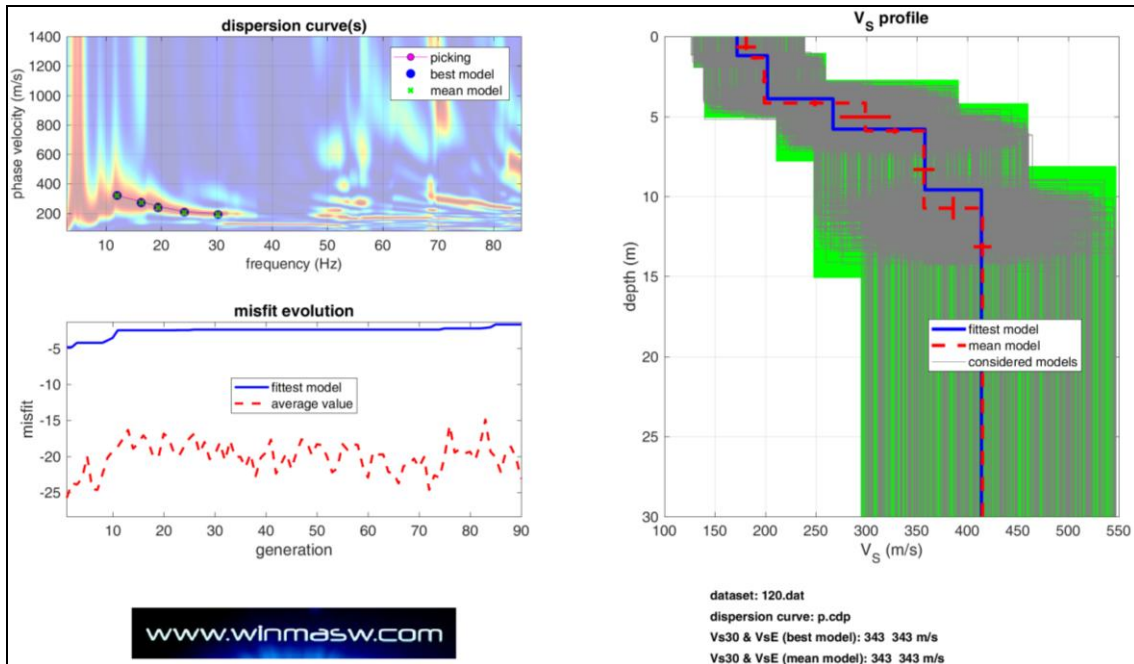 dispersion curve(s)
1400
1200
1000
800
600
400
200
phase velocity (m/s)
picking
best model
mean model
10 20 30 40 50 60 70 80
frequency (Hz)
misfit evolution
-5
-10
-15
-20
-25
misfit
fittest model
average value
10 20 30 40 50 60 70 80 90
generation
www.winmasw.com
V_S profile
0
5
10
15
20
25
30
depth (m)
fittest model
mean model
considered models
100 150 200 250 300 350 400 450 500 550
V_S (m/s)
dataset: 120.dat
dispersion curve: p.cdp
Vs30 & VsE (best model): 343 343 m/s
Vs30 & VsE (mean model): 343 343 m/s